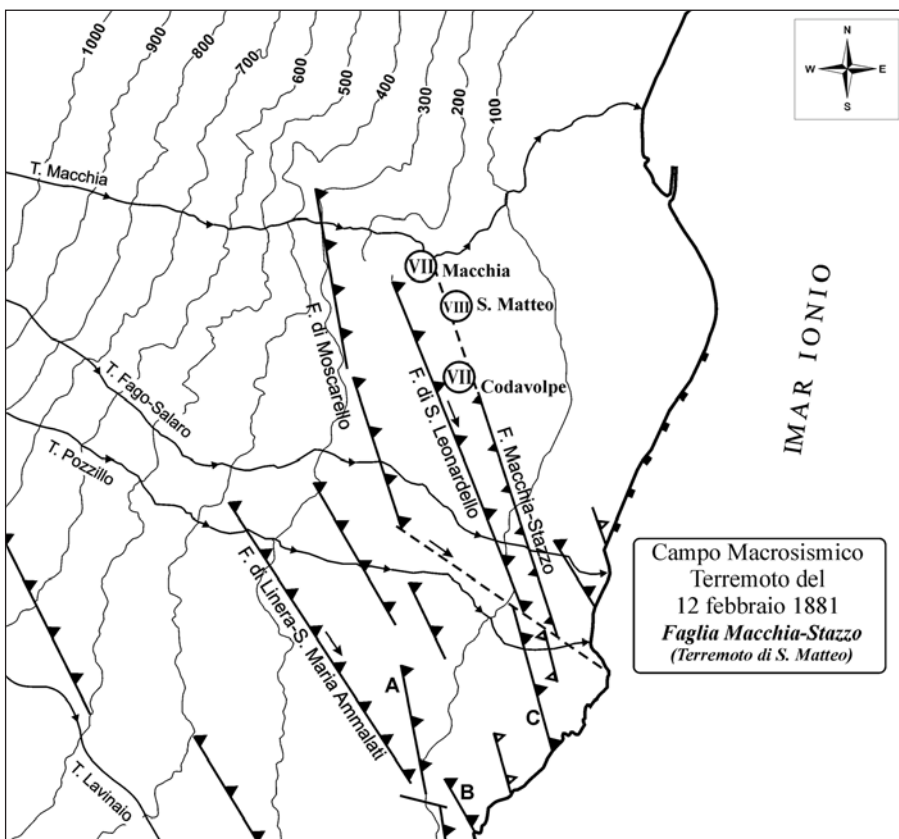 1000
900
800
700
600
500
400
300
200
100
N
W
E
S
T. Macchia
VII
Macchia
VIII
S. Matteo
VII
Codavolpe
F. di Moscarello
F. di S. Leonardello
F. Macchia-Stazzo
T. Fago-Salaro
T. Pozzillo
F. di Linera-S. Maria Ammalati
T. Lavinaio
A
B
C
IMAR IONIO
Campo Macrosismico
Terremoto del
12 febbraio 1881
Faglia Macchia-Stazzo
(Terremoto di S. Matteo)